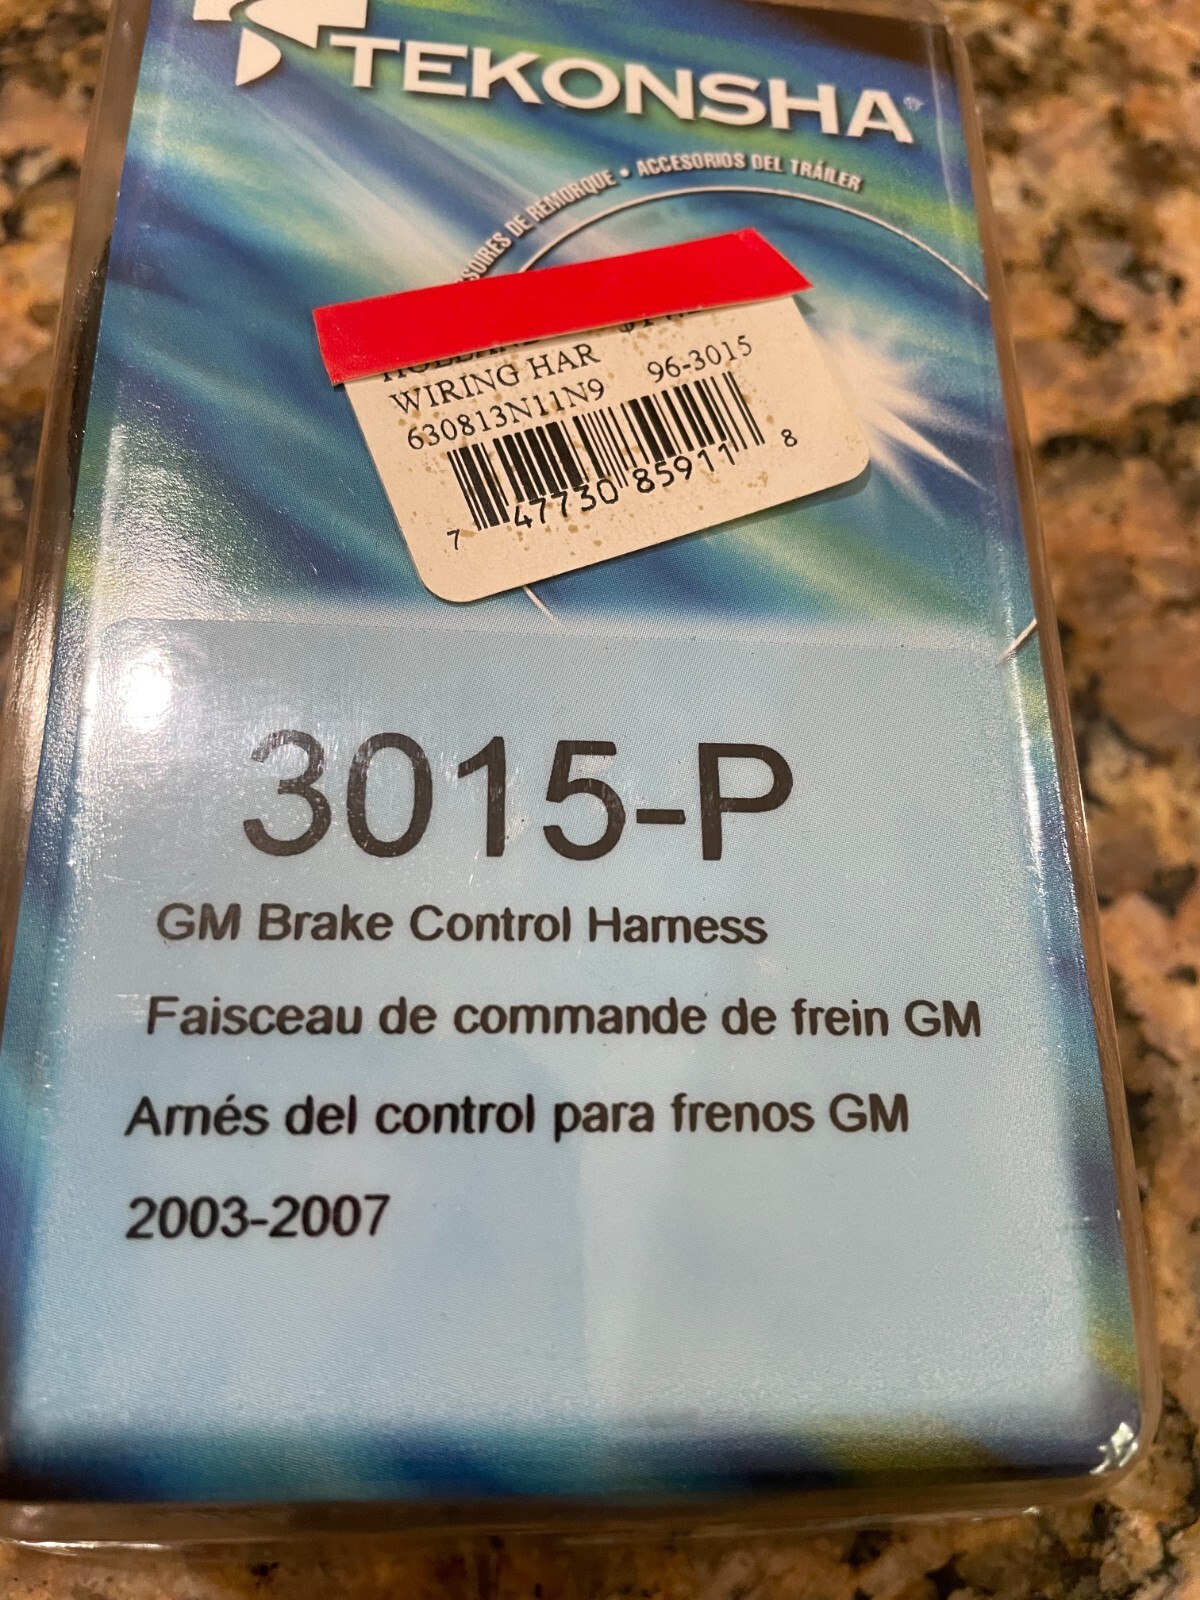 TEKONSHA®
DE REMORQUE • ACCESORIOS DEL TRÁILER
WIRING HAR 96-3015
630813N11N9
7 47730 85911 8
3015-P
GM Brake Control Harness
Faisceau de commande de frein GM
Arnés del control para frenos GM
2003-2007